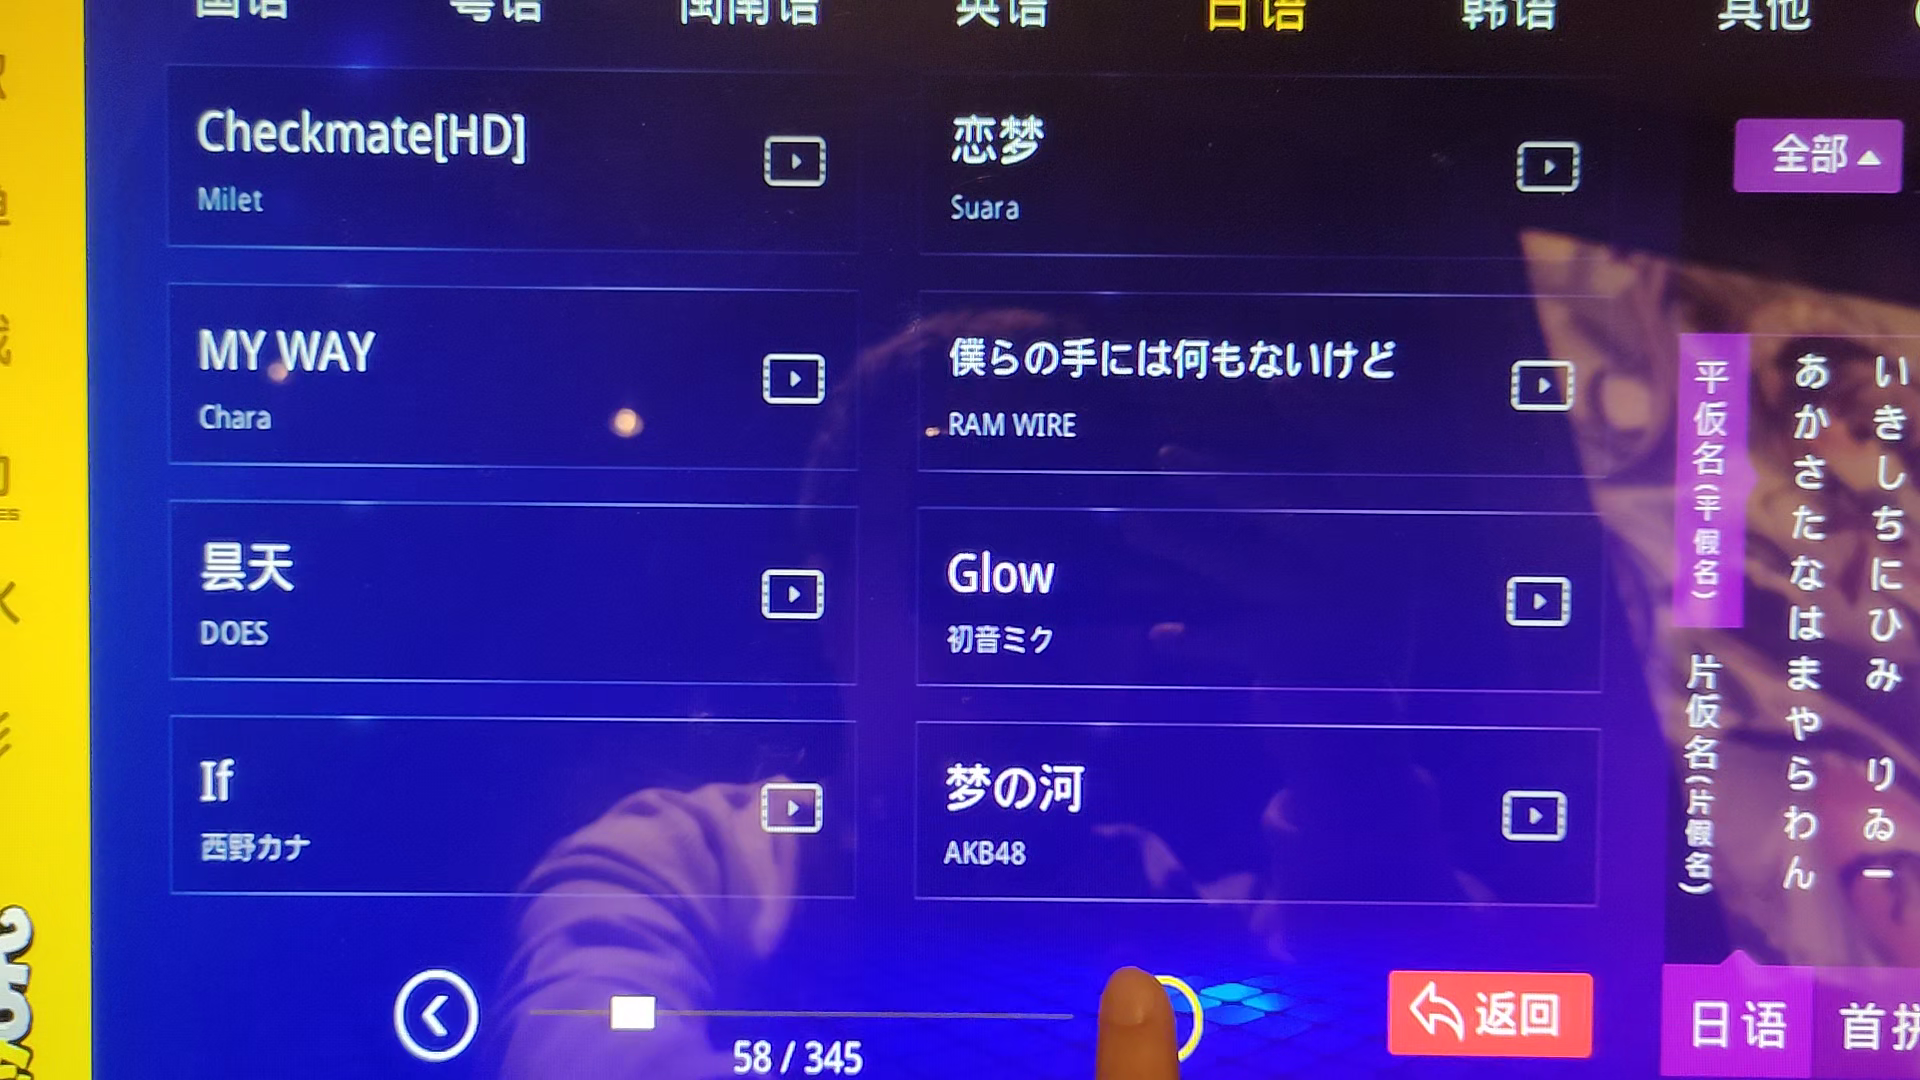 国语 粤语 闽南语 英语 日语 韩语 其他
Checkmate[HD]
Milet
恋梦
Suara
全部
MY WAY
Chara
僕らの手には何もないけど
RAM WIRE
昙天
DOES
Glow
初音ミク
If
西野カナ
梦の河
AKB48
平仮名(平假名)
片仮名(片假名)
あかさたなはまやらわん
いきしちにひみ りゐー
58 / 345
返回
日语
首拼